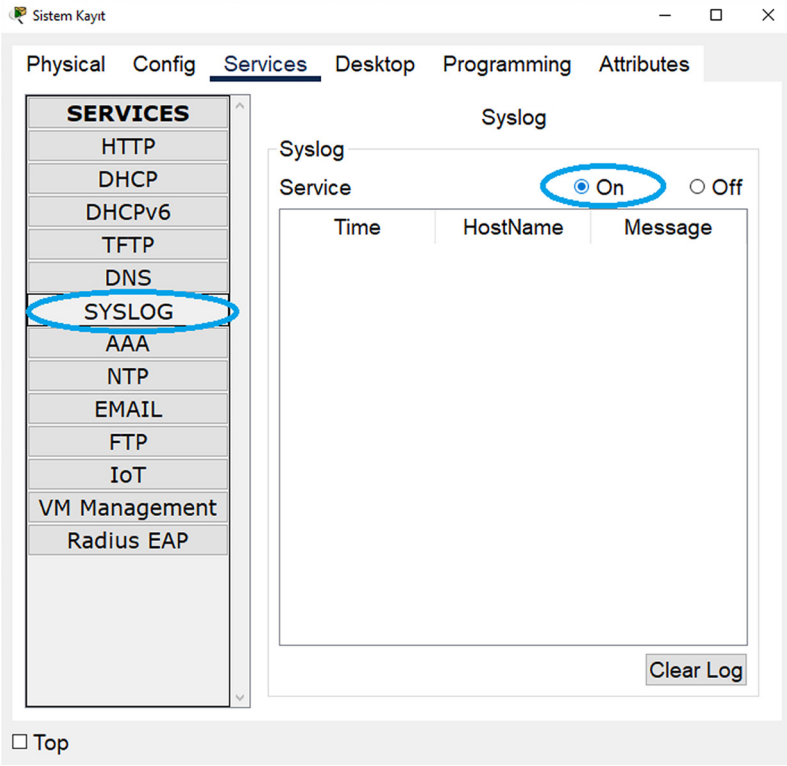 Sistem Kayıt
Physical Config Services Desktop Programming Attributes
SERVICES
HTTP
DHCP
DHCPv6
TFTP
DNS
SYSLOG
AAA
NTP
EMAIL
FTP
IoT
VM Management
Radius EAP
Syslog
Syslog
Service On Off
Time HostName Message
Clear Log
Top